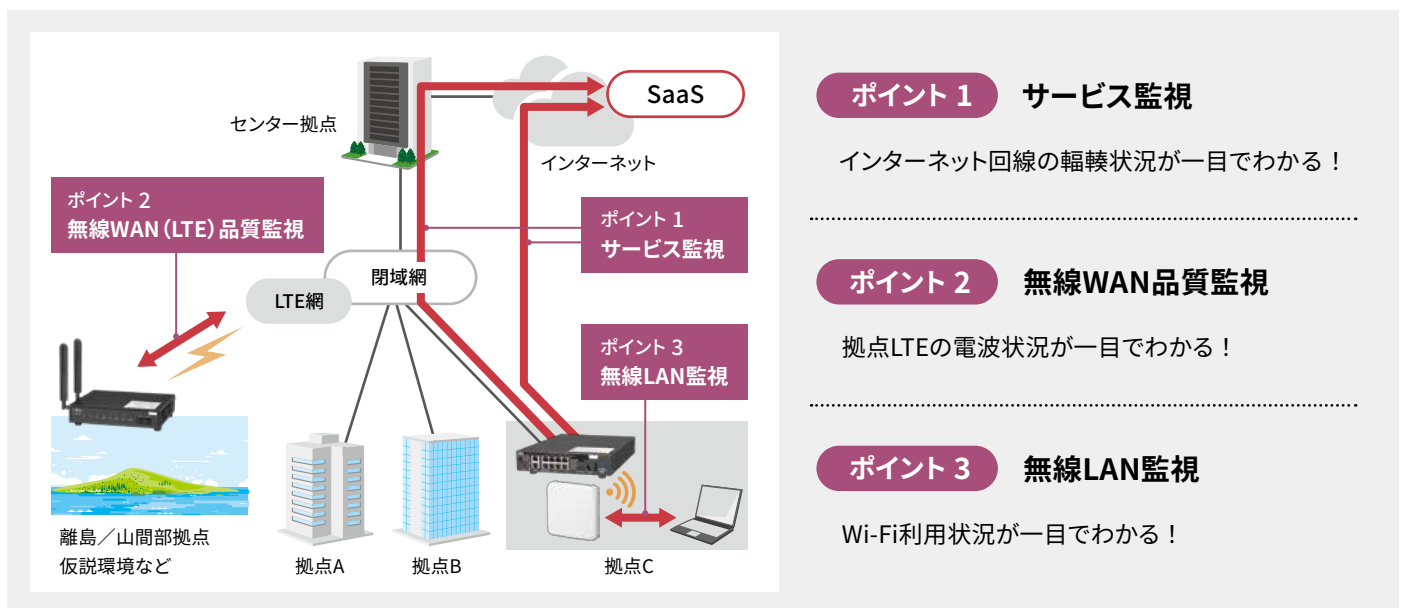 センター拠点
SaaS
インターネット
ポイント 2
無線WAN（LTE）品質監視
ポイント 1
サービス監視
閉域網
LTE網
ポイント 3
無線LAN監視
離島／山間部拠点
仮説環境など
拠点A
拠点B
拠点C
ポイント 1 サービス監視
インターネット回線の輻輳状況が一目でわかる！
ポイント 2 無線WAN品質監視
拠点LTEの電波状況が一目でわかる！
ポイント 3 無線LAN監視
Wi-Fi利用状況が一目でわかる！